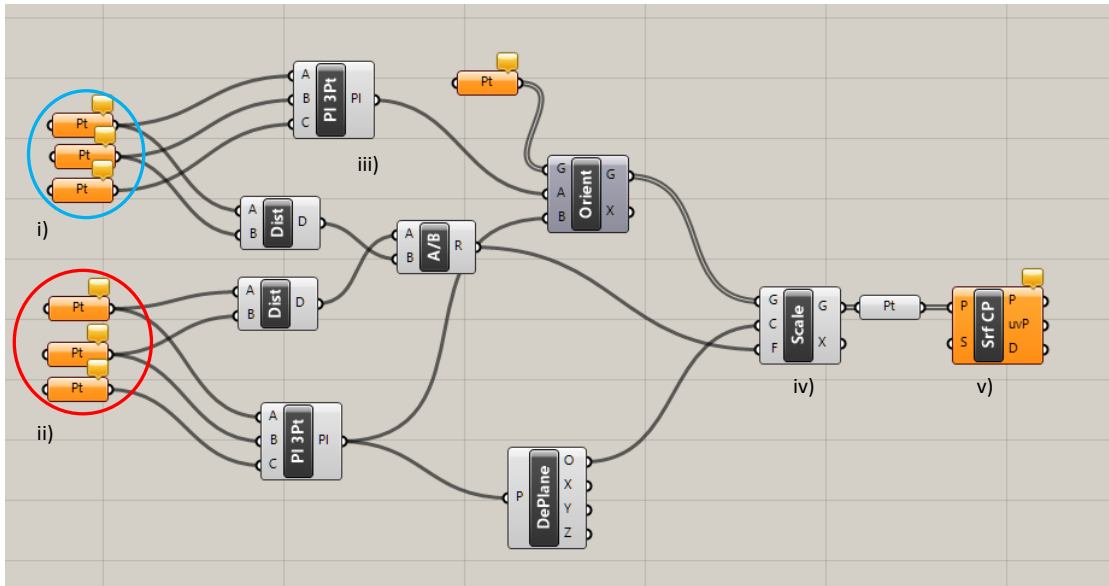 Pt
Pt
Pt
i)
A
B
C
Pl 3Pt
Pl
iii)
A
B
Dist
D
Pt
G
A
B
Orient
G
X
A
B
A/B
R
Pt
Pt
Pt
ii)
A
B
Dist
D
A
B
C
Pl 3Pt
Pl
P
DePlane
O
X
Y
Z
G
C
F
Scale
G
X
iv)
Pt
P
S
Srf CP
P
uvP
D
v)